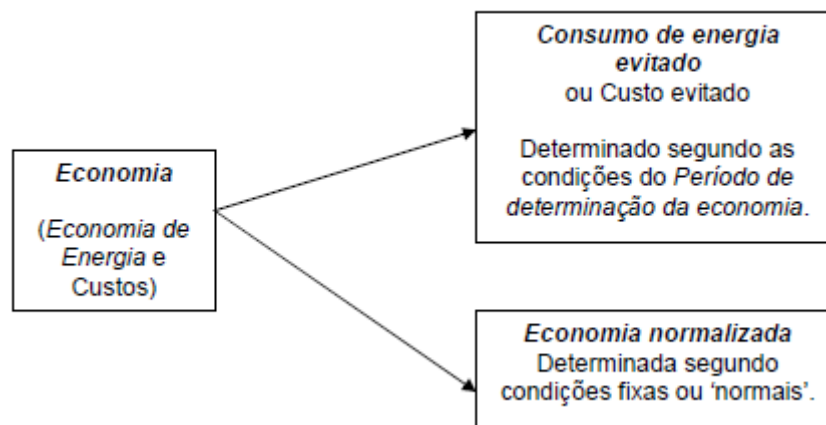 Economia
(Economia de
Energia e
Custos)
Consumo de energia
evitado
ou Custo evitado
Determinado segundo as
condições do Período de
determinação da economia.
Economia normalizada
Determinada segundo
condições fixas ou ‘normais’.